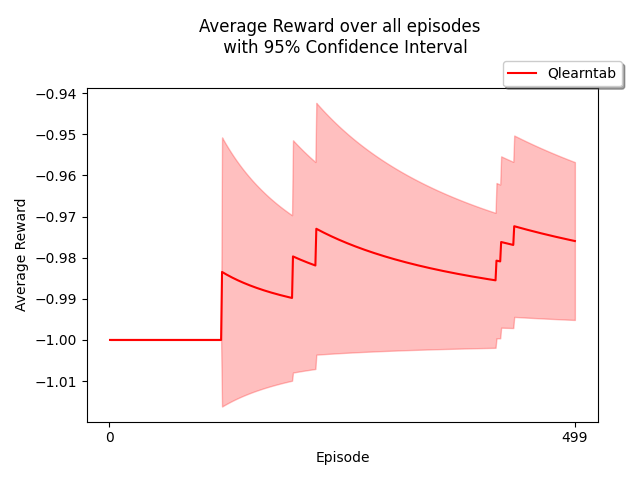 Average Reward over all episodes
with 95% Confidence Interval
Qlearntab
−0.94
−0.95
−0.96
−0.97
−0.98
−0.99
−1.00
−1.01
Average Reward
0
499
Episode